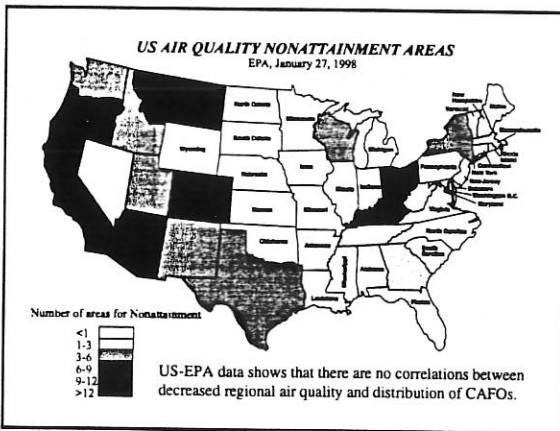 US AIR QUALITY NONATTAINMENT AREAS
EPA, January 27, 1998
North Dakota
Minnesota
South Dakota
Wyoming
Michigan
Iowa
Nebraska
Illinois
Indiana
Pennsylvania
Kansas
Missouri
Virginia
Oklahoma
Arkansas
North Carolina
South
Carolina
Mississippi
Alabama
Louisiana
Florida
New
Hampshire
Vermont
Maine
Massachusetts
Rhode
Island
Connecticut
New York
New Jersey
Delaware
Washington D.C.
Maryland
Number of areas for Nonattainment
<1
1-3
3-6
6-9
9-12
>12
US-EPA data shows that there are no correlations between
decreased regional air quality and distribution of CAFOs.